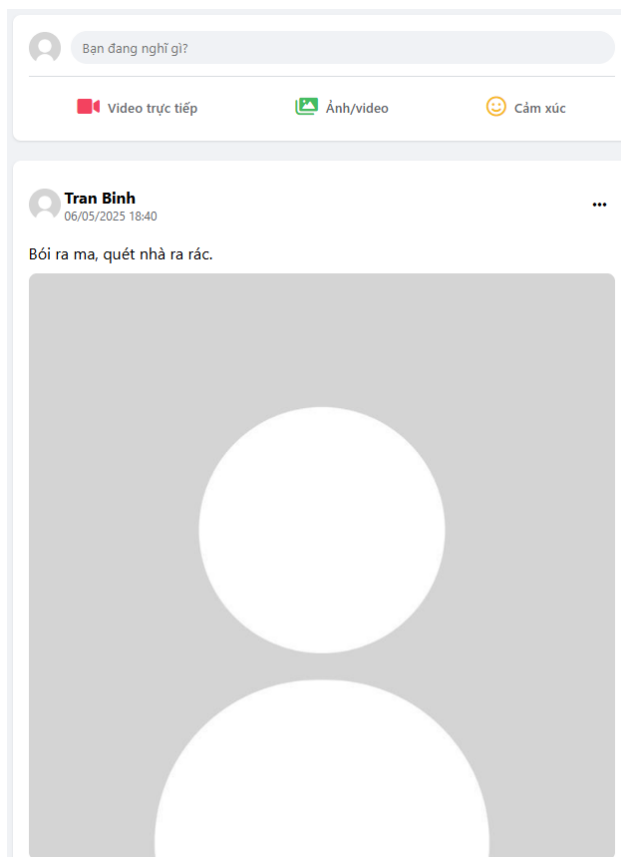 Bạn đang nghĩ gì?
Video trực tiếp
Ảnh/video
Cảm xúc
Tran Binh
06/05/2025 18:40
Bói ra ma, quét nhà ra rác.